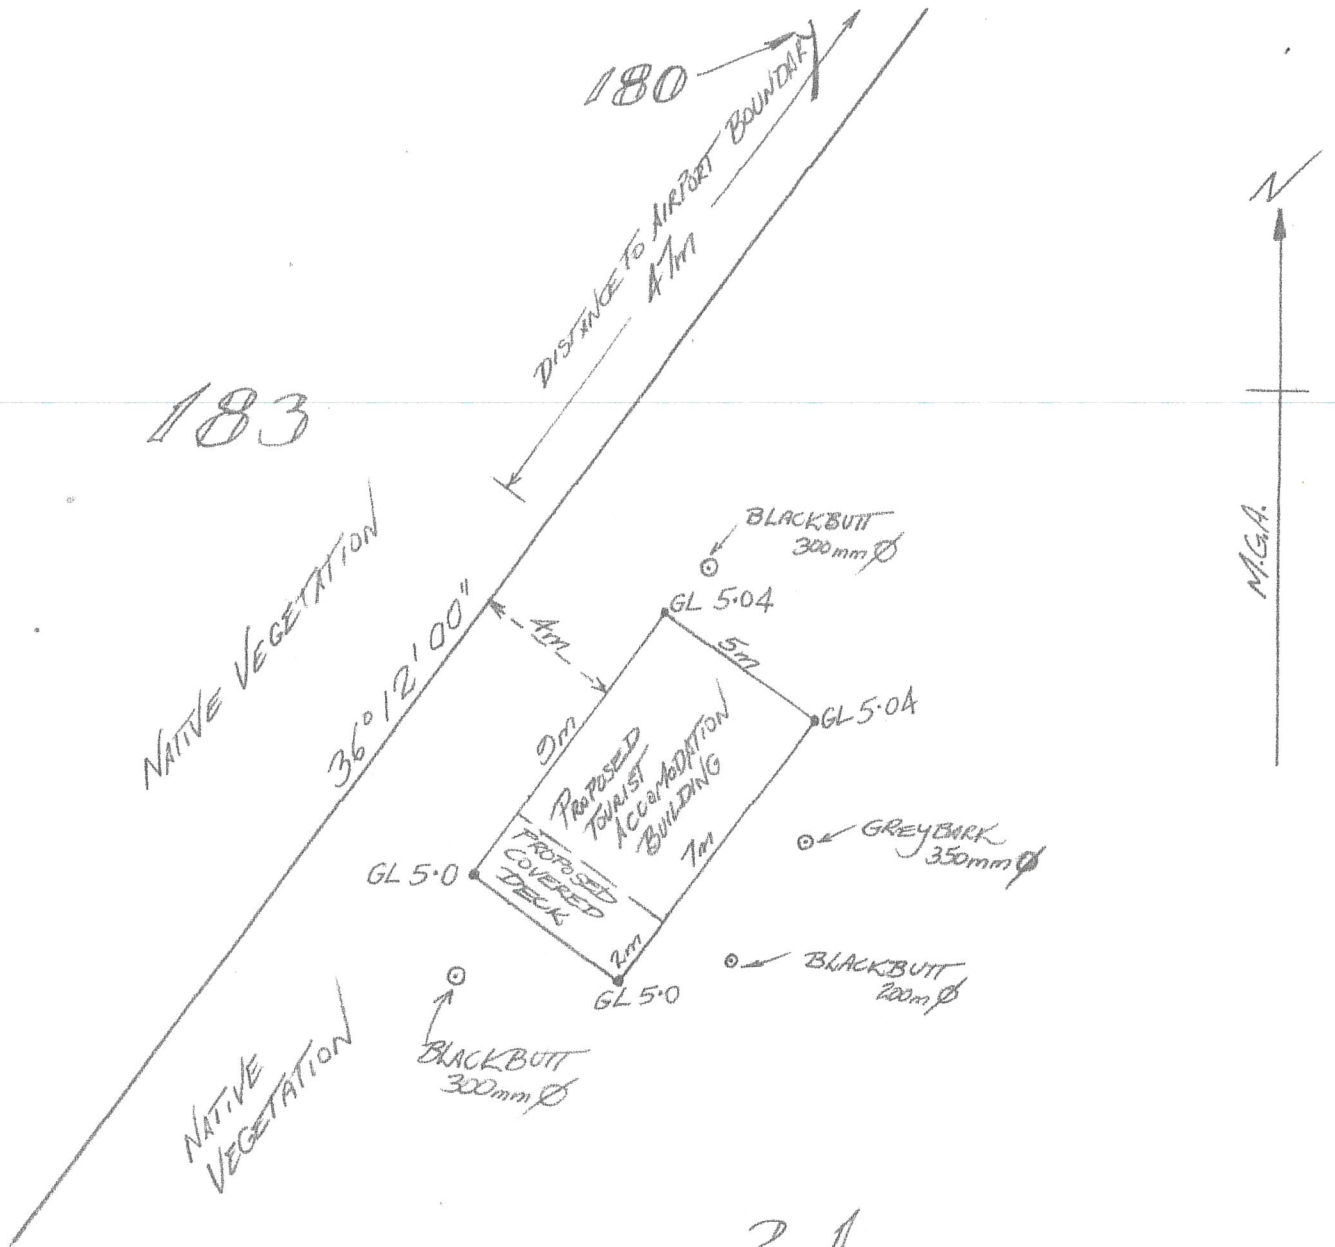 180
DISTANCE TO AIRPORT BOUNDARY
47m
N
183
M.G.A.
NATIVE VEGETATION
36° 12' 00"
BLACKBUTT
300mm Ø
GL 5.04
4m
5m
GL 5.04
9m
PROPOSED
TOURIST
ACCOMODATION
BUILDING
7m
GREYBARK
350mm Ø
GL 5.0
PROPOSED
COVERED
DECK
2m
BLACKBUTT
200m Ø
GL 5.0
BLACKBUTT
300mm Ø
NATIVE
VEGETATION